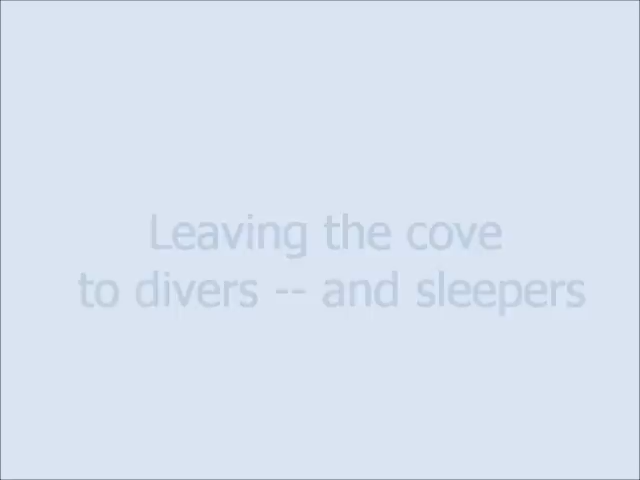 Leaving the cove
to divers -- and sleepers